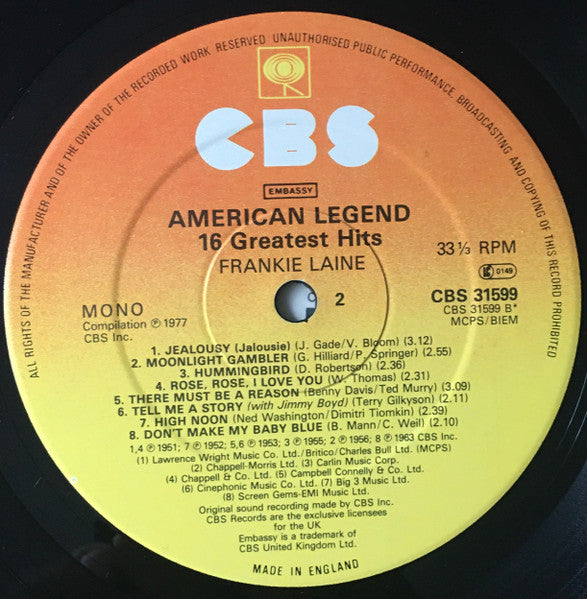 ALL RIGHTS OF THE MANUFACTURER AND OF THE OWNER OF THE RECORDED WORK RESERVED UNAUTHORISED PUBLIC PERFORMANCE, BROADCASTING AND COPYING OF THIS RECORD PROHIBITED
CBS
EMBASSY
AMERICAN LEGEND
16 Greatest Hits
FRANKIE LAINE
33⅓ RPM
K 0149
MONO
Compilation ℗ 1977
CBS Inc.
2
CBS 31599
CBS 31599 B*
MCPS/BIEM
1. JEALOUSY (Jalousie) (J. Gade/V. Bloom) (3.12)
2. MOONLIGHT GAMBLER (G. Hilliard/P. Springer) (2.55)
3. HUMMINGBIRD (D. Robertson) (2.36)
4. ROSE, ROSE, I LOVE YOU (W. Thomas) (2.31)
5. THERE MUST BE A REASON (Benny Davis/Ted Murry) (3.09)
6. TELL ME A STORY (with Jimmy Boyd) (Terry Gilkyson) (2.11)
7. HIGH NOON (Ned Washington/Dimitri Tiomkin) (2.39)
8. DON'T MAKE MY BABY BLUE (B. Mann/C. Weil) (2.10)
1,4 ℗ 1951; 7 ℗ 1952; 5,6 ℗ 1953; 3 ℗ 1955; 2 ℗ 1956; 8 ℗ 1963 CBS Inc.
(1) Lawrence Wright Music Co. Ltd./Britico/Charles Bull Ltd. (MCPS)
(2) Chappell-Morris Ltd. (3) Carlin Music Corp.
(4) Chappell & Co. Ltd. (5) Campbell Connelly & Co. Ltd.
(6) Cinephonic Music Co. Ltd. (7) Big 3 Music Ltd.
(8) Screen Gems-EMI Music Ltd.
Original sound recording made by CBS Inc.
CBS Records are the exclusive licensees
for the UK
Embassy is a trademark of
CBS United Kingdom Ltd.
MADE IN ENGLAND